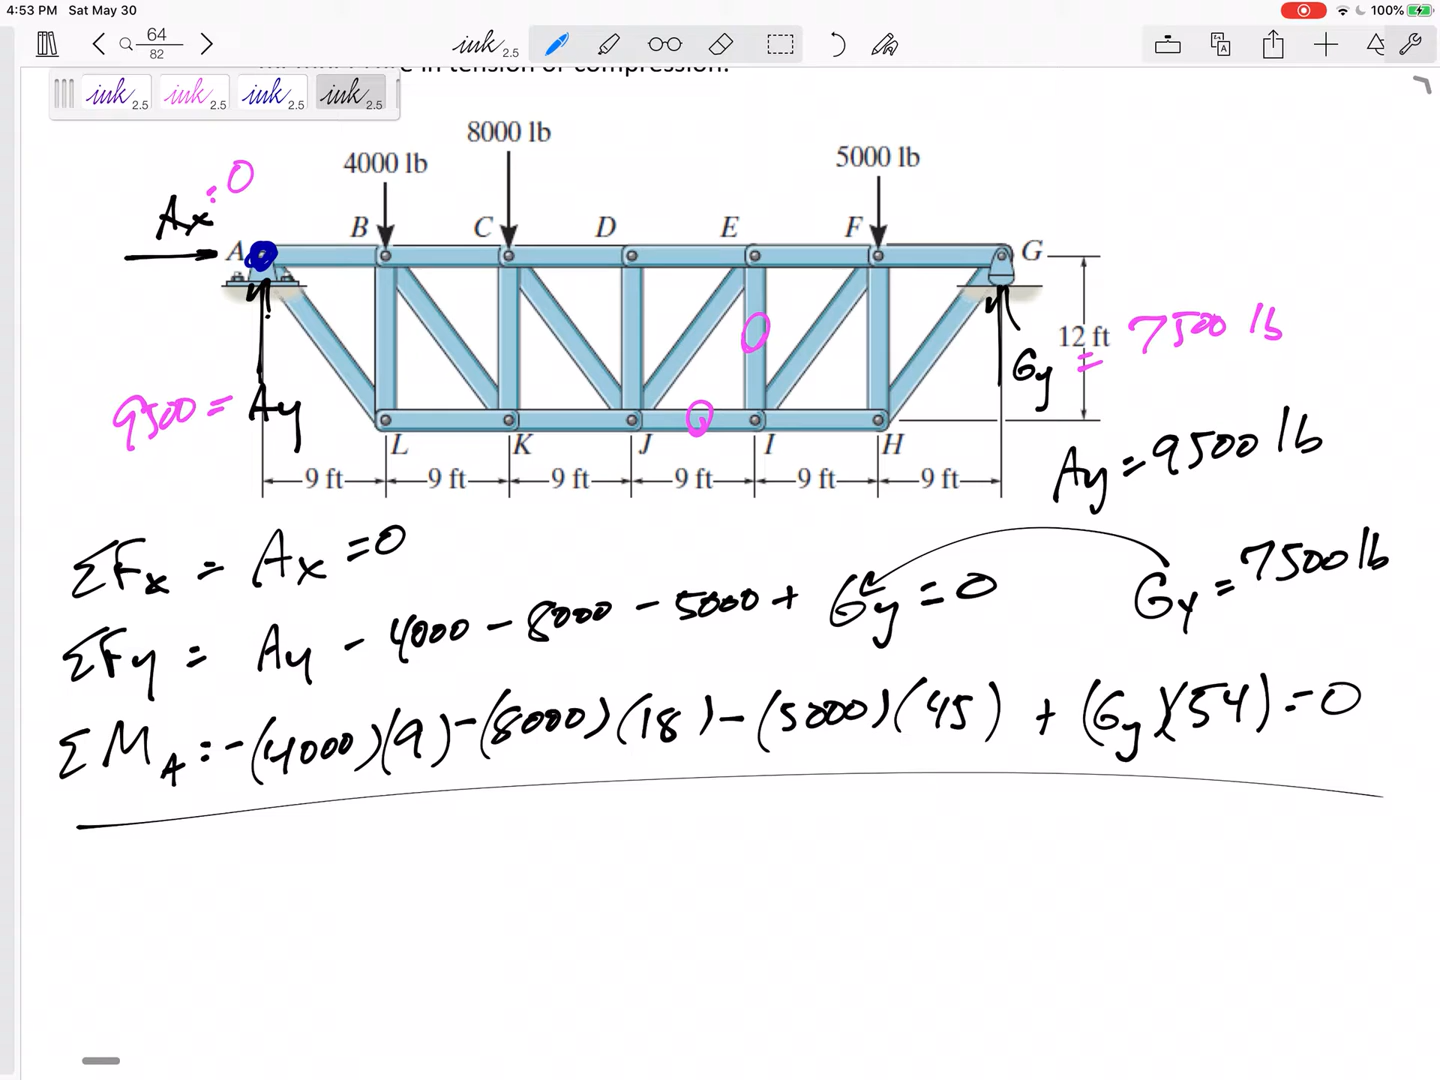 4:53 PM Sat May 30
100%
64
82
ink 2.5
ink 2.5 ink 2.5 ink 2.5 ink 2.5
in tension or compression.
8000 lb
4000 lb
5000 lb
Ax = 0
A B C D E F G
12 ft
9500 = Ay
Gy = 7500 lb
L K J I H
9 ft 9 ft 9 ft 9 ft 9 ft 9 ft
Ay = 9500 lb
ΣFx = Ax = 0
Gy = 7500 lb
ΣFy = Ay - 4000 - 8000 - 5000 + Gy = 0
ΣMA = -(4000)(9) - (8000)(18) - (5000)(45) + (Gy)(54) = 0